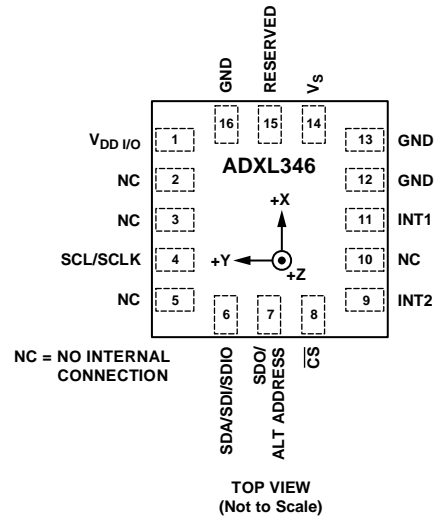 GND
RESERVED
VS
16
15
14
VDD I/O
1
13
GND
ADXL346
NC
2
12
GND
NC
3
+X
11
INT1
SCL/SCLK
4
+Y
+Z
10
NC
NC
5
9
INT2
6
7
8
NC = NO INTERNAL
CONNECTION
SDA/SDI/SDIO
SDO/
ALT ADDRESS
CS
TOP VIEW
(Not to Scale)